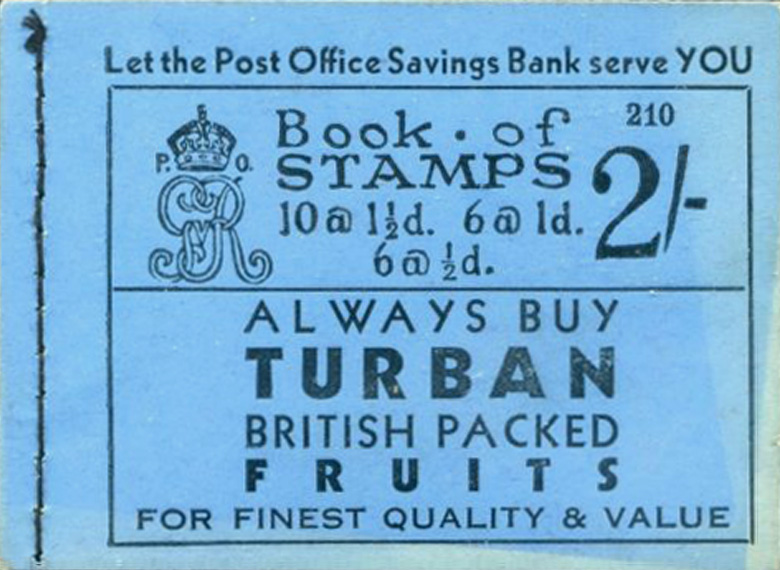 Let the Post Office Savings Bank serve YOU
210
P. O.
Book · of
STAMPS
2/-
10@1½d. 6@1d.
6@½d.
GR
ALWAYS BUY
TURBAN
BRITISH PACKED
FRUITS
FOR FINEST QUALITY & VALUE